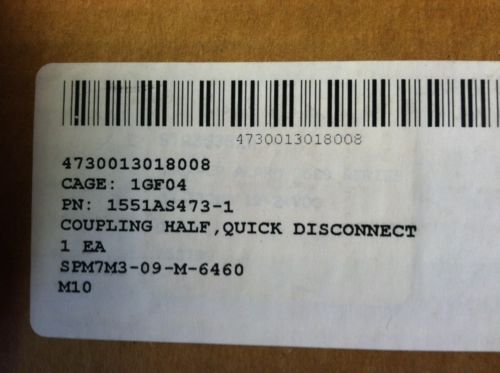 4730013018008
4730013018008
CAGE: 1GF04
PN: 1551AS473-1
COUPLING HALF,QUICK DISCONNECT
1 EA
SPM7M3-09-M-6460
M10